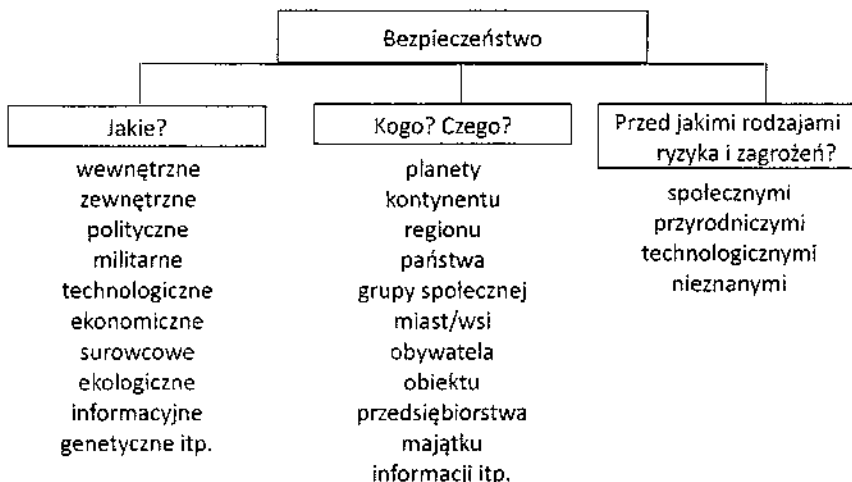 Bezpieczeństwo
Jakie?
wewnętrzne
zewnętrzne
polityczne
militarne
technologiczne
ekonomiczne
surowcowe
ekologiczne
informacyjne
genetyczne itp.
Kogo? Czego?
planety
kontynentu
regionu
państwa
grupy społecznej
miast/wsi
obywatela
obiektu
przedsiębiorstwa
majątku
informacji itp.
Przed jakimi rodzajami
ryzyka i zagrożeń?
społecznymi
przyrodniczymi
technologicznymi
nieznanymi